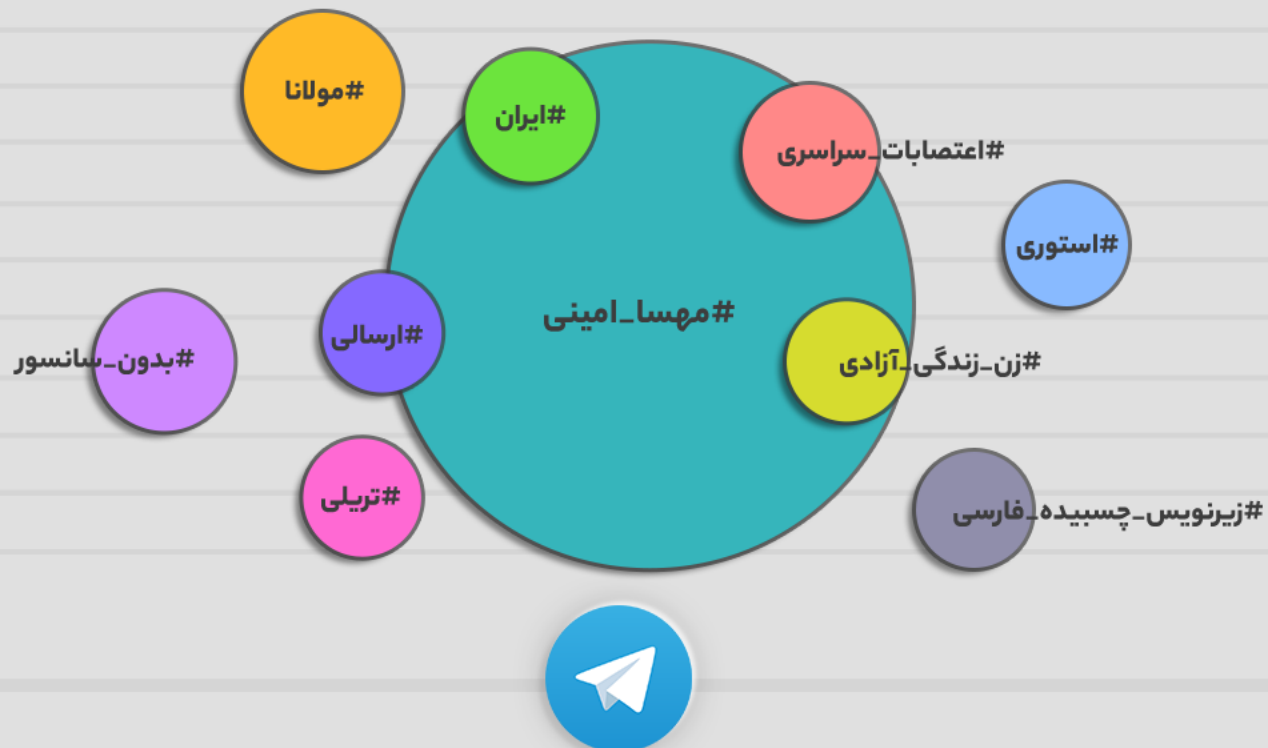 #مولانا
#ایران
#اعتصابات_سراسری
#استوری
#مهسا_امینی
#ارسالی
#بدون_سانسور
#زن_زندگی_آزادی
#تریلی
#زیرنویس_چسبیده_فارسی